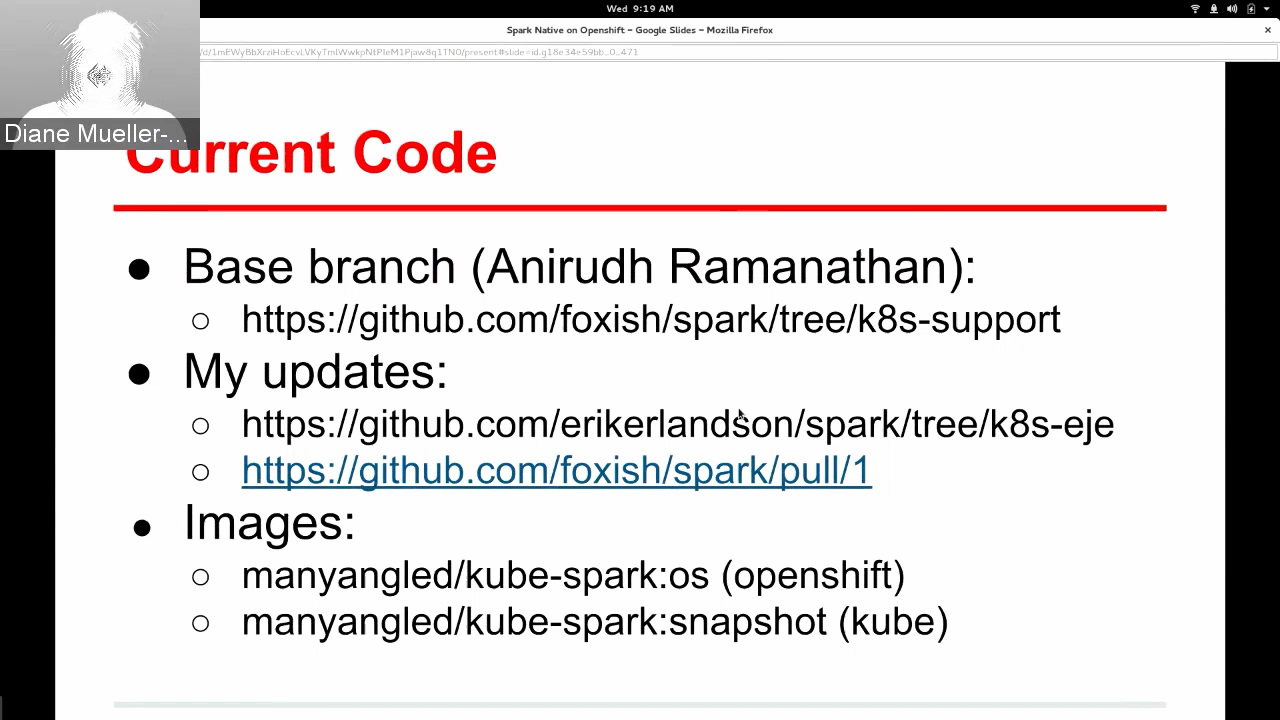 Wed 9:19 AM
Spark Native on Openshift – Google Slides – Mozilla Firefox
Diane Mueller-...
Current Code
● Base branch (Anirudh Ramanathan):
○ https://github.com/foxish/spark/tree/k8s-support
● My updates:
○ https://github.com/erikerlandson/spark/tree/k8s-eje
○ https://github.com/foxish/spark/pull/1
● Images:
○ manyangled/kube-spark:os (openshift)
○ manyangled/kube-spark:snapshot (kube)